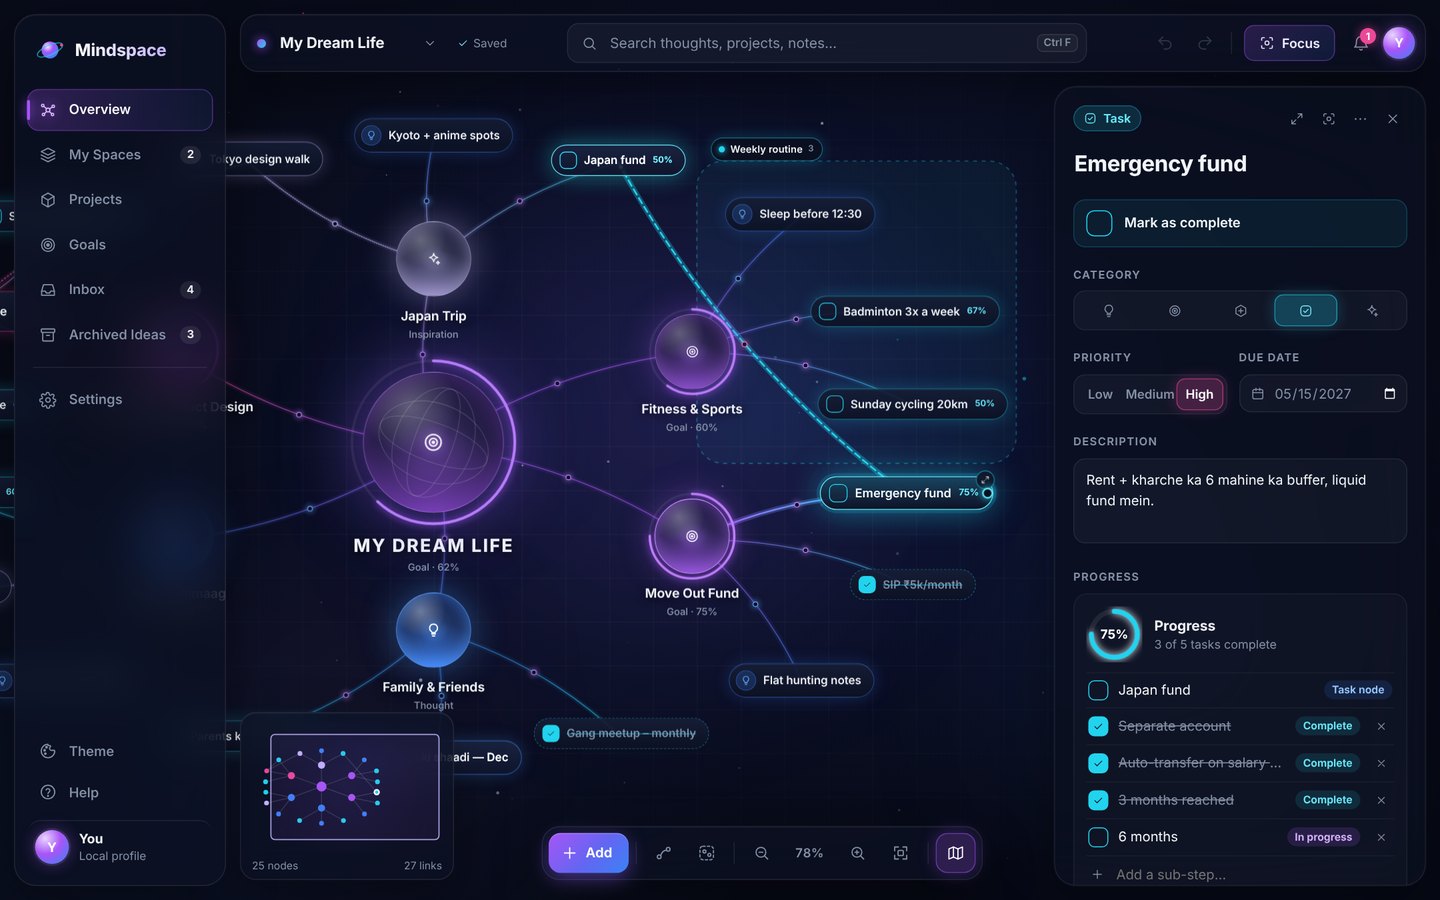 Mindspace
Overview
My Spaces 2
Projects
Goals
Inbox 4
Archived Ideas 3
Settings
Theme
Help
Y
You
Local profile
My Dream Life
Saved
Search thoughts, projects, notes...
Ctrl F
Focus
1
Y
Kyoto + anime spots
Tokyo design walk
Japan fund 50%
Weekly routine 3
Sleep before 12:30
Japan Trip
Inspiration
Badminton 3x a week 67%
Fitness & Sports
Goal · 60%
Sunday cycling 20km 50%
Design
Emergency fund 75%
MY DREAM LIFE
Goal · 62%
SIP ₹5k/month
Move Out Fund
Goal · 75%
Flat hunting notes
Family & Friends
Thought
Gang meetup – monthly
shaadi — Dec
25 nodes
27 links
Add
78%
Task
Emergency fund
Mark as complete
CATEGORY
PRIORITY
DUE DATE
Low Medium High
05/15/2027
DESCRIPTION
Rent + kharche ka 6 mahine ka buffer, liquid
fund mein.
PROGRESS
75%
Progress
3 of 5 tasks complete
Japan fund Task node
Separate account Complete
Auto-transfer on salary ... Complete
3 months reached Complete
6 months In progress
Add a sub-step...